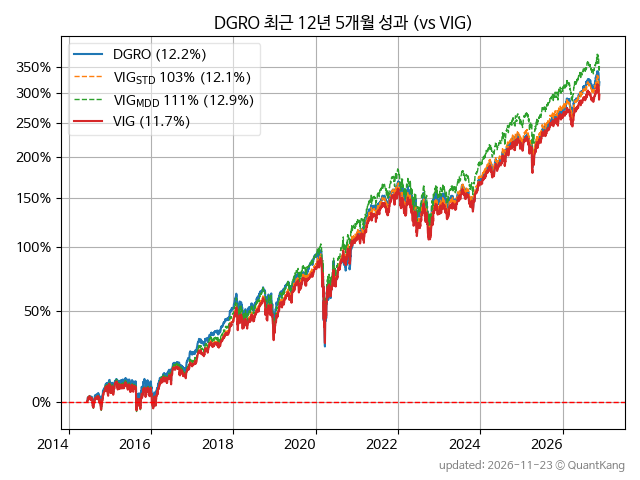 DGRO 최근 12년 5개월 성과 (vs VIG)
DGRO (12.2%)
VIG_STD 103% (12.1%)
VIG_MDD 111% (12.9%)
VIG (11.7%)
350%
300%
250%
200%
150%
100%
50%
0%
2014 2016 2018 2020 2022 2024 2026
updated: 2026-11-23 © QuantKang